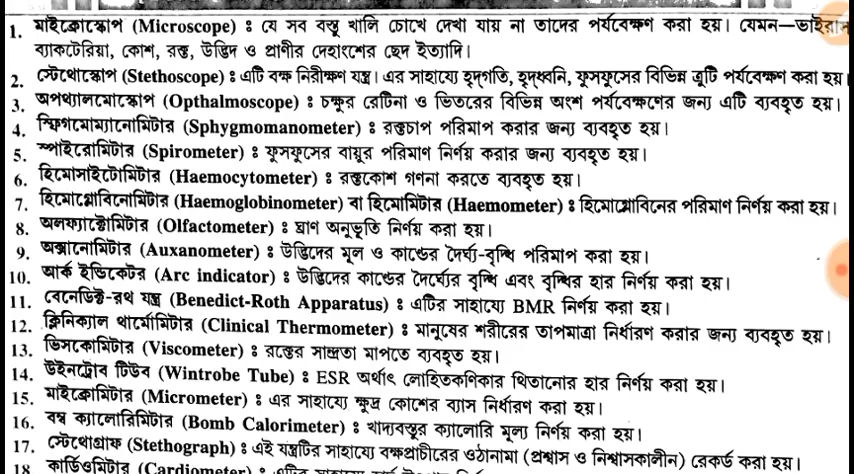 1. মাইক্রোস্কোপ (Microscope) : যে সব বস্তু খালি চোখে দেখা যায় না তাদের পর্যবেক্ষণ করা হয়। যেমন—ভাইরাস
ব্যাকটেরিয়া, কোশ, রক্ত, উদ্ভিদ ও প্রাণীর দেহাংশের ছেদ ইত্যাদি।
2. স্টেথোস্কোপ (Stethoscope) : এটি বক্ষ নিরীক্ষণ যন্ত্র। এর সাহায্যে হৃদ্‌গতি, হৃদ্‌ধ্বনি, ফুসফুসের বিভিন্ন ত্রুটি পর্যবেক্ষণ করা হয়।
3. অপথ্যালমোস্কোপ (Opthalmoscope) : চক্ষুর রেটিনা ও ভিতরের বিভিন্ন অংশ পর্যবেক্ষণের জন্য এটি ব্যবহৃত হয়।
4. স্ফিগমোম্যানোমিটার (Sphygmomanometer) : রক্তচাপ পরিমাপ করার জন্য ব্যবহৃত হয়।
5. স্পাইরোমিটার (Spirometer) : ফুসফুসের বায়ুর পরিমাণ নির্ণয় করার জন্য ব্যবহৃত হয়।
6. হিমোসাইটোমিটার (Haemocytometer) : রক্তকোশ গণনা করতে ব্যবহৃত হয়।
7. হিমোগ্লোবিনোমিটার (Haemoglobinometer) বা হিমোমিটার (Haemometer) : হিমোগ্লোবিনের পরিমাণ নির্ণয় করা হয়।
8. অলফ্যাক্টোমিটার (Olfactometer) : ঘ্রাণ অনুভূতি নির্ণয় করা হয়।
9. অক্সানোমিটার (Auxanometer) : উদ্ভিদের মূল ও কাণ্ডের দৈর্ঘ্য-বৃদ্ধি পরিমাপ করা হয়।
10. আর্ক ইন্ডিকেটর (Arc indicator) : উদ্ভিদের কাণ্ডের দৈর্ঘ্যের বৃদ্ধি এবং বৃদ্ধির হার নির্ণয় করা হয়।
11. বেনেডিক্ট-রথ যন্ত্র (Benedict-Roth Apparatus) : এটির সাহায্যে BMR নির্ণয় করা হয়।
12. ক্লিনিক্যাল থার্মোমিটার (Clinical Thermometer) : মানুষের শরীরের তাপমাত্রা নির্ধারণ করার জন্য ব্যবহৃত হয়।
13. ভিসকোমিটার (Viscometer) : রক্তের সান্দ্রতা মাপতে ব্যবহৃত হয়।
14. উইনট্রোব টিউব (Wintrobe Tube) : ESR অর্থাৎ লোহিতকণিকার থিতানোর হার নির্ণয় করা হয়।
15. মাইক্রোমিটার (Micrometer) : এর সাহায্যে ক্ষুদ্র কোশের ব্যাস নির্ধারণ করা হয়।
16. বম্ব ক্যালোরিমিটার (Bomb Calorimeter) : খাদ্যবস্তুর ক্যালোরি মূল্য নির্ণয় করা হয়।
17. স্টেথোগ্রাফ (Stethograph) : এই যন্ত্রটির সাহায্যে বক্ষপ্রাচীরের ওঠানামা (প্রশ্বাস ও নিশ্বাসকালীন) রেকর্ড করা হয়।
18 কার্ডিওমিটার (Cardiometer) : এটির সাহায্যে